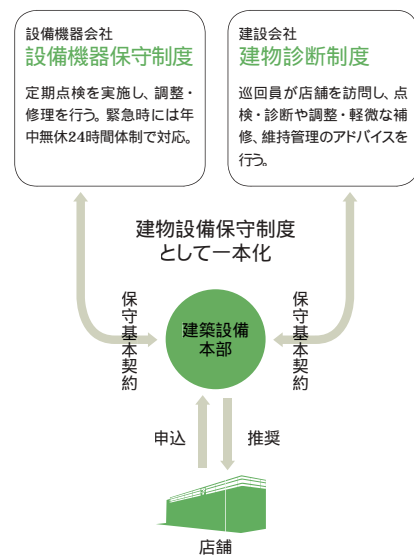 設備機器会社
設備機器保守制度
定期点検を実施し、調整・
修理を行う。緊急時には年
中無休24時間体制で対応。
建設会社
建物診断制度
巡回員が店舗を訪問し、点
検・診断や調整・軽微な補
修、維持管理のアドバイスを
行う。
建物設備保守制度
として一本化
保守基本契約
建築設備
本部
保守基本契約
申込
推奨
店舗